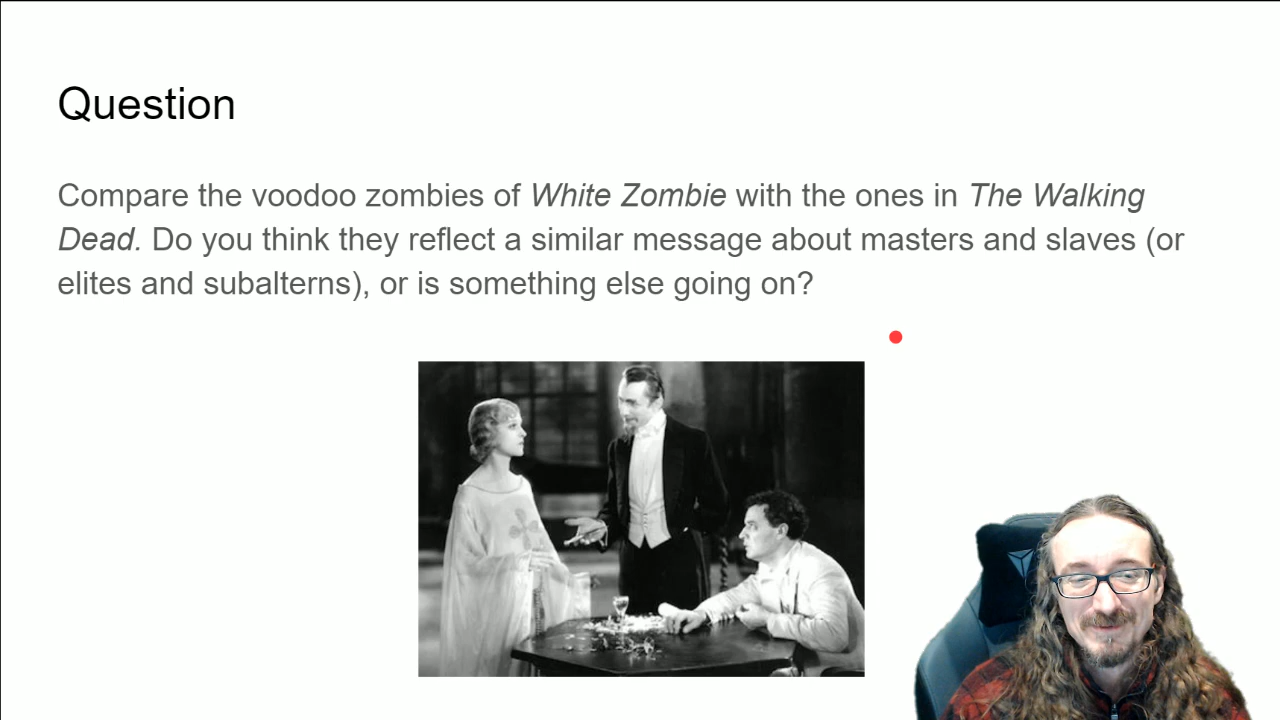 Question
Compare the voodoo zombies of White Zombie with the ones in The Walking
Dead. Do you think they reflect a similar message about masters and slaves (or
elites and subalterns), or is something else going on?